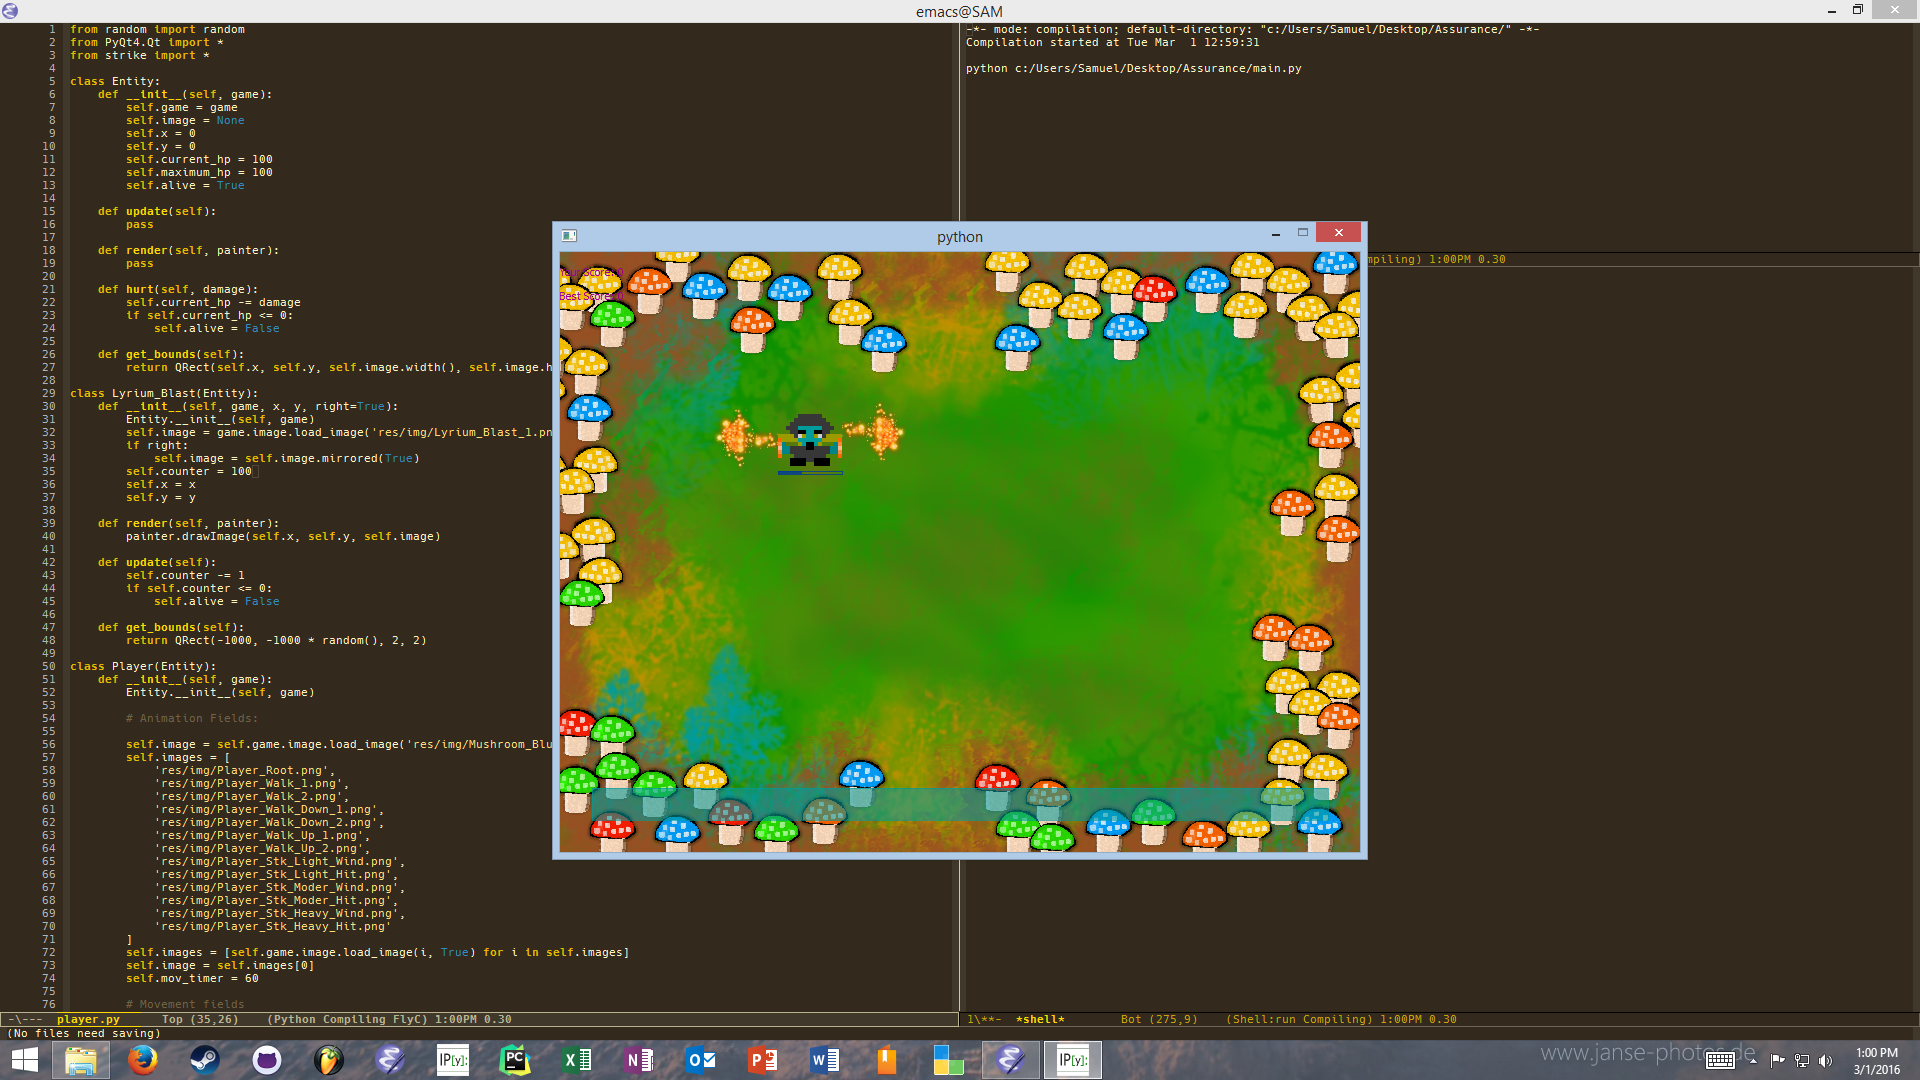 emacs@SAM
1 from random import random
2 from PyQt4.Qt import *
3 from strike import *
4
5 class Entity:
6     def __init__(self, game):
7         self.game = game
8         self.image = None
9         self.x = 0
10         self.y = 0
11         self.current_hp = 100
12         self.maximum_hp = 100
13         self.alive = True
14
15     def update(self):
16         pass
17
18     def render(self, painter):
19         pass
20
21     def hurt(self, damage):
22         self.current_hp -= damage
23         if self.current_hp <= 0:
24             self.alive = False
25
26     def get_bounds(self):
27         return QRect(self.x, self.y, self.image.width(), self.image.h
28
29 class Lyrium_Blast(Entity):
30     def __init__(self, game, x, y, right=True):
31         Entity.__init__(self, game)
32         self.image = game.image.load_image('res/img/Lyrium_Blast_1.pn
33         if right:
34             self.image = self.image.mirrored(True)
35         self.counter = 100
36         self.x = x
37         self.y = y
38
39     def render(self, painter):
40         painter.drawImage(self.x, self.y, self.image)
41
42     def update(self):
43         self.counter -= 1
44         if self.counter <= 0:
45             self.alive = False
46
47     def get_bounds(self):
48         return QRect(-1000, -1000 * random(), 2, 2)
49
50 class Player(Entity):
51     def __init__(self, game):
52         Entity.__init__(self, game)
53
54         # Animation Fields:
55
56         self.image = self.game.image.load_image('res/img/Mushroom_Blu
57         self.images = [
58             'res/img/Player_Root.png',
59             'res/img/Player_Walk_1.png',
60             'res/img/Player_Walk_2.png',
61             'res/img/Player_Walk_Down_1.png',
62             'res/img/Player_Walk_Down_2.png',
63             'res/img/Player_Walk_Up_1.png',
64             'res/img/Player_Walk_Up_2.png',
65             'res/img/Player_Stk_Light_Wind.png',
66             'res/img/Player_Stk_Light_Hit.png',
67             'res/img/Player_Stk_Moder_Wind.png',
68             'res/img/Player_Stk_Moder_Hit.png',
69             'res/img/Player_Stk_Heavy_Wind.png',
70             'res/img/Player_Stk_Heavy_Hit.png'
71         ]
72         self.images = [self.game.image.load_image(i, True) for i in self.images]
73         self.image = self.images[0]
74         self.mov_timer = 60
75
76         # Movement fields
-\--- player.py Top (35,26) (Python Compiling FlyC) 1:00PM 0.30
(No files need saving)
-*- mode: compilation; default-directory: "c:/Users/Samuel/Desktop/Assurance/" -*-
Compilation started at Tue Mar  1 12:59:31
python c:/Users/Samuel/Desktop/Assurance/main.py
piling) 1:00PM 0.30
python
Your Score: 0
Best Score: 0
1\**- *shell* Bot (275,9) (Shell:run Compiling) 1:00PM 0.30
www.janse-photos.de
IP[y]:
PC
N
P
W
IP[y]:
1:00 PM
3/1/2016